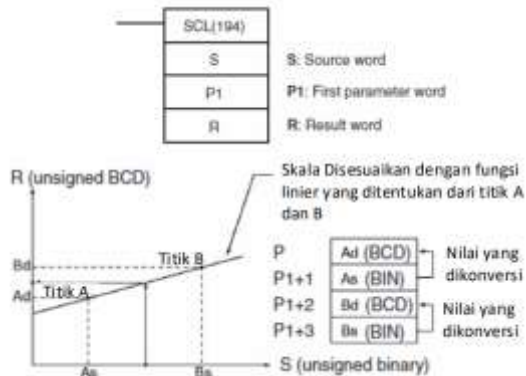 SCL(194)
S
S: Source word
P1
P1: First parameter word
R
R: Result word
R (unsigned BCD)
Skala Disesuaikan dengan fungsi
linier yang ditentukan dari titik A
dan B
Titik B
Bd
Titik A
Ad
As
Bs
S (unsigned binary)
P
Ad (BCD)
P1+1
As (BIN)
P1+2
Bd (BCD)
P1+3
Bs (BIN)
Nilai yang
dikonversi
Nilai yang
dikonversi